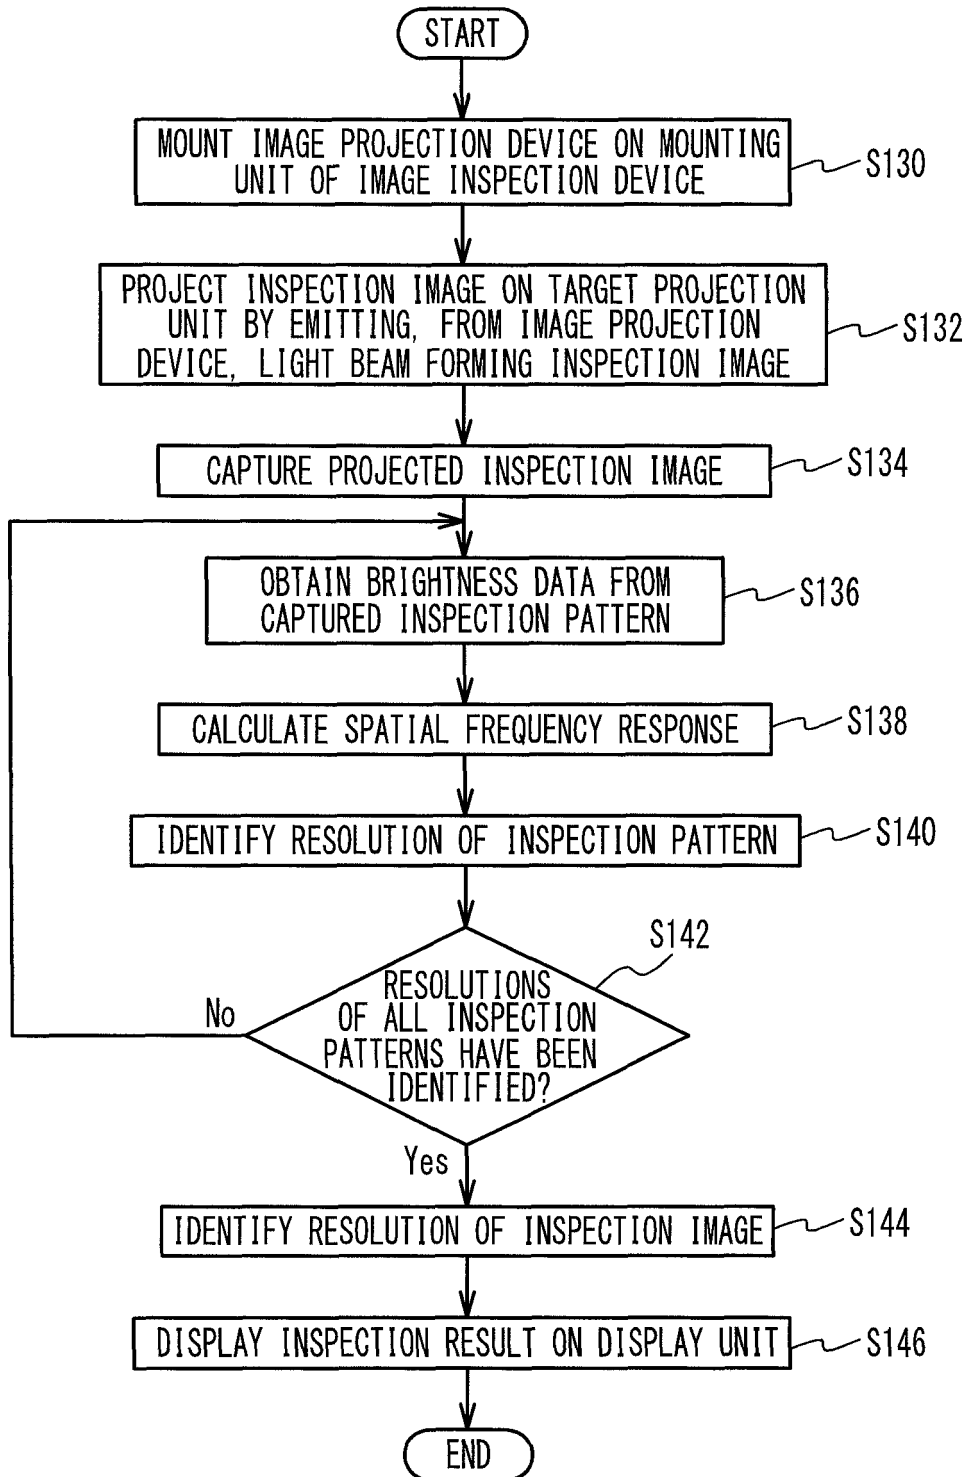 START
MOUNT IMAGE PROJECTION DEVICE ON MOUNTING
UNIT OF IMAGE INSPECTION DEVICE
S130
PROJECT INSPECTION IMAGE ON TARGET PROJECTION
UNIT BY EMITTING, FROM IMAGE PROJECTION
DEVICE, LIGHT BEAM FORMING INSPECTION IMAGE
S132
CAPTURE PROJECTED INSPECTION IMAGE
S134
OBTAIN BRIGHTNESS DATA FROM
CAPTURED INSPECTION PATTERN
S136
CALCULATE SPATIAL FREQUENCY RESPONSE
S138
IDENTIFY RESOLUTION OF INSPECTION PATTERN
S140
S142
RESOLUTIONS
OF ALL INSPECTION
PATTERNS HAVE BEEN
IDENTIFIED?
No
Yes
IDENTIFY RESOLUTION OF INSPECTION IMAGE
S144
DISPLAY INSPECTION RESULT ON DISPLAY UNIT
S146
END